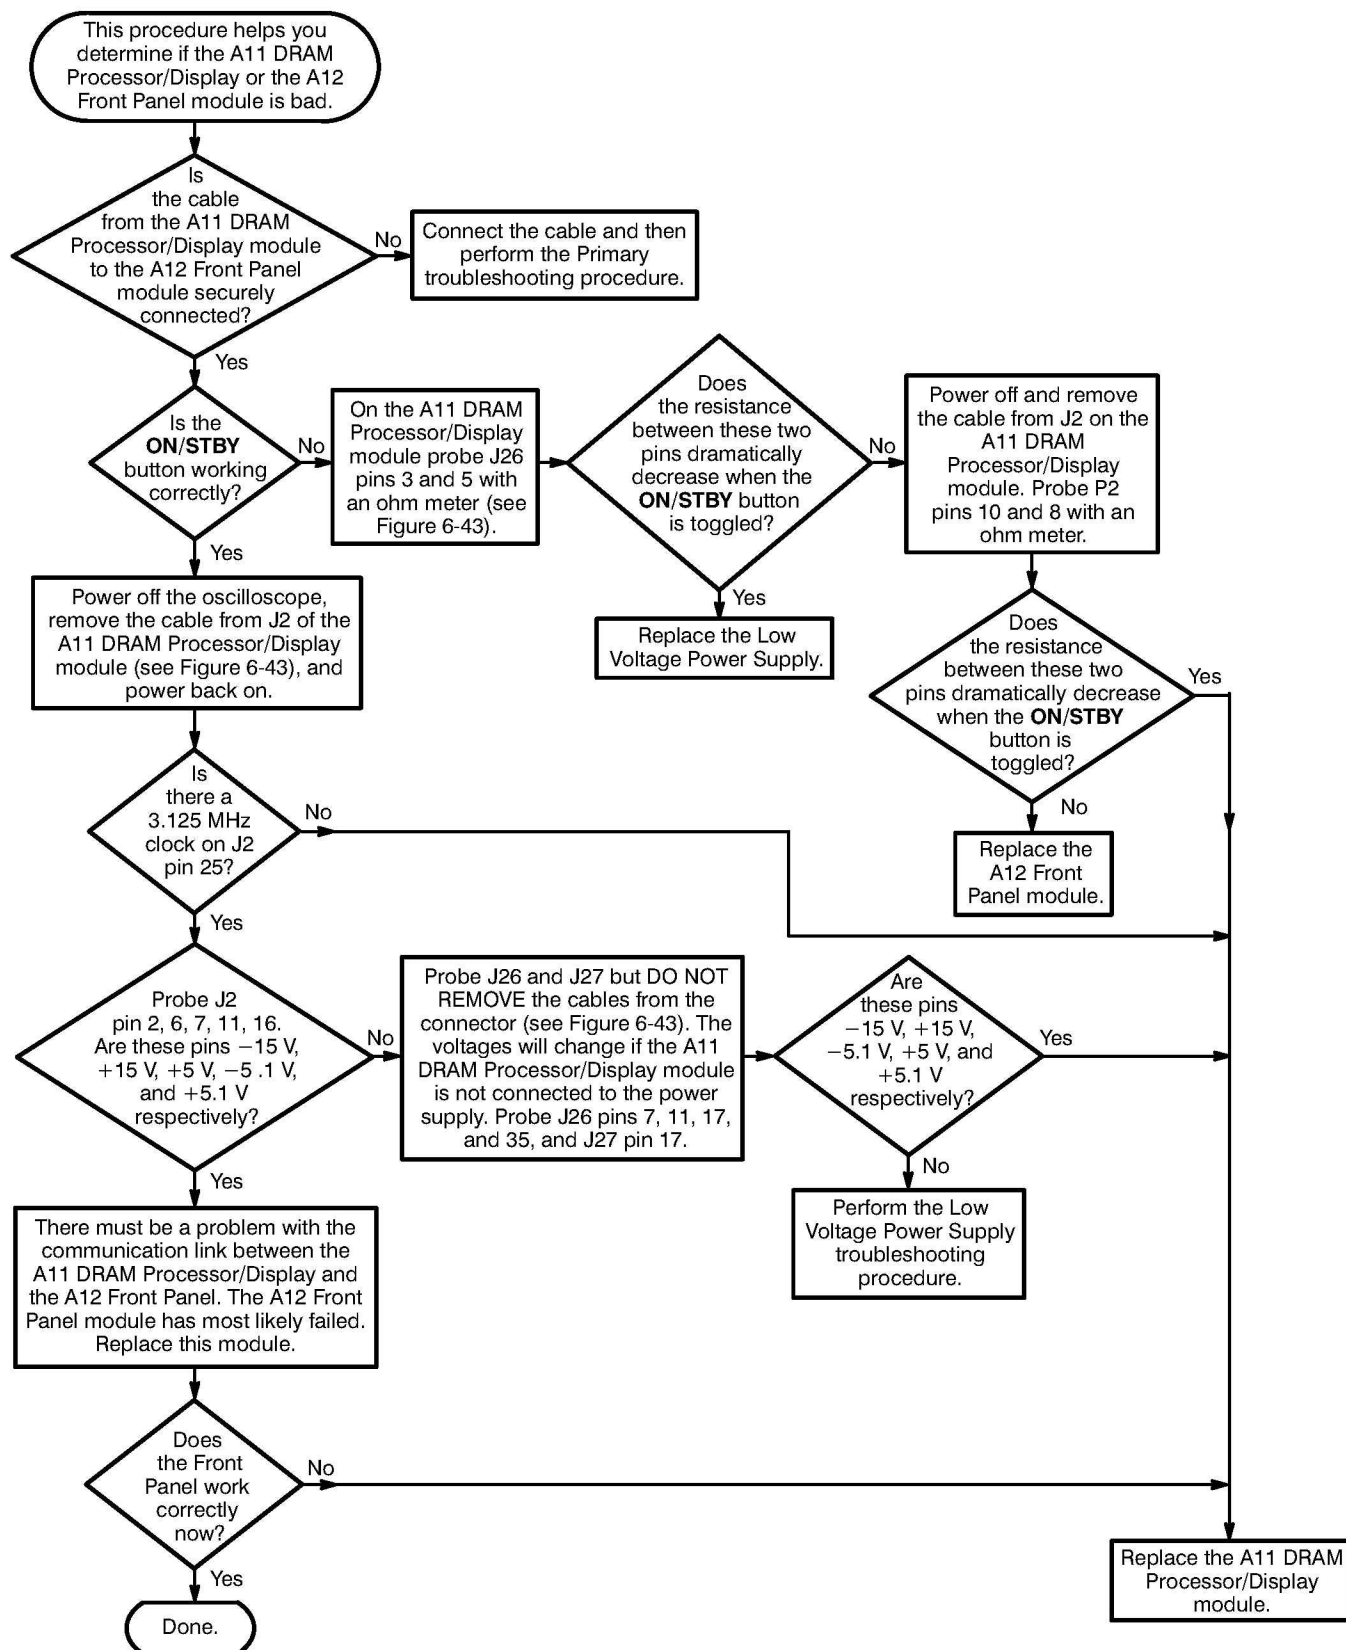 This procedure helps you
determine if the A11 DRAM
Processor/Display or the A12
Front Panel module is bad.
Is
the cable
from the A11 DRAM
Processor/Display module
to the A12 Front Panel
module securely
connected?
No
Connect the cable and then
perform the Primary
troubleshooting procedure.
Yes
Is the
ON/STBY
button working
correctly?
No
On the A11 DRAM
Processor/Display
module probe J26
pins 3 and 5 with
an ohm meter (see
Figure 6-43).
Does
the resistance
between these two
pins dramatically
decrease when the
ON/STBY button
is toggled?
No
Power off and remove
the cable from J2 on the
A11 DRAM
Processor/Display
module. Probe P2
pins 10 and 8 with an
ohm meter.
Yes
Replace the Low
Voltage Power Supply.
Does
the resistance
between these two
pins dramatically decrease
when the ON/STBY
button is
toggled?
Yes
No
Replace the
A12 Front
Panel module.
Yes
Power off the oscilloscope,
remove the cable from J2 of the
A11 DRAM Processor/Display
module (see Figure 6-43), and
power back on.
Is
there a
3.125 MHz
clock on J2
pin 25?
No
Yes
Probe J2
pin 2, 6, 7, 11, 16.
Are these pins −15 V,
+15 V, +5 V, −5 .1 V,
and +5.1 V
respectively?
No
Probe J26 and J27 but DO NOT
REMOVE the cables from the
connector (see Figure 6-43). The
voltages will change if the A11
DRAM Processor/Display module
is not connected to the power
supply. Probe J26 pins 7, 11, 17,
and 35, and J27 pin 17.
Are
these pins
−15 V, +15 V,
−5.1 V, +5 V, and
+5.1 V
respectively?
Yes
No
Perform the Low
Voltage Power Supply
troubleshooting
procedure.
Yes
There must be a problem with the
communication link between the
A11 DRAM Processor/Display and
the A12 Front Panel. The A12 Front
Panel module has most likely failed.
Replace this module.
Does
the Front
Panel work
correctly
now?
No
Yes
Done.
Replace the A11 DRAM
Processor/Display
module.